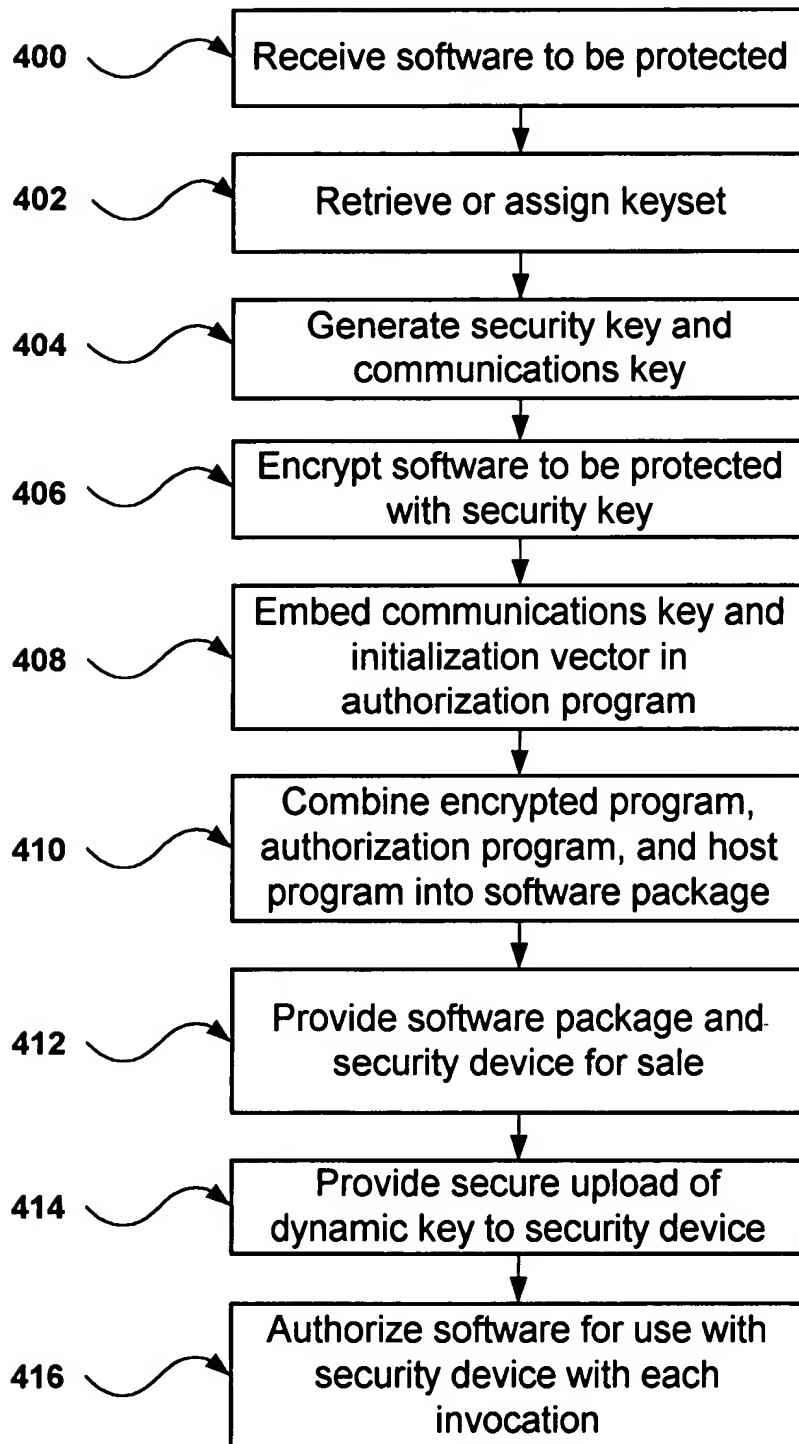 400
Receive software to be protected
402
Retrieve or assign keyset
404
Generate security key and
communications key
406
Encrypt software to be protected
with security key
408
Embed communications key and
initialization vector in
authorization program
410
Combine encrypted program,
authorization program, and host
program into software package
412
Provide software package and
security device for sale
414
Provide secure upload of
dynamic key to security device
416
Authorize software for use with
security device with each
invocation